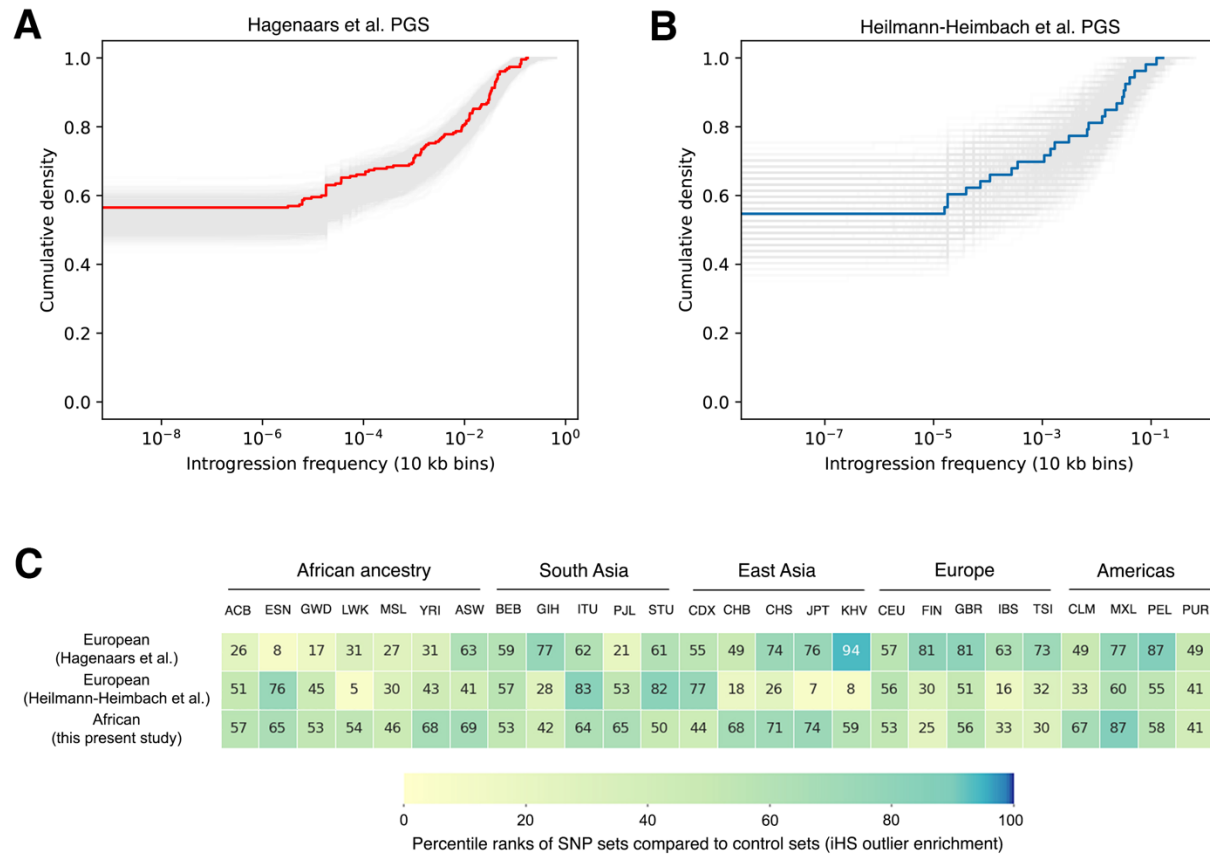 A
Hagenaars et al. PGS
1.0
0.8
0.6
0.4
0.2
0.0
Cumulative density
10⁻⁸ 10⁻⁶ 10⁻⁴ 10⁻² 10⁰
Introgression frequency (10 kb bins)
B
Heilmann-Heimbach et al. PGS
1.0
0.8
0.6
0.4
0.2
0.0
Cumulative density
10⁻⁷ 10⁻⁵ 10⁻³ 10⁻¹
Introgression frequency (10 kb bins)
C
African ancestry South Asia East Asia Europe Americas
ACB ESN GWD LWK MSL YRI ASW BEB GIH ITU PJL STU CDX CHB CHS JPT KHV CEU FIN GBR IBS TSI CLM MXL PEL PUR
European
(Hagenaars et al.)
26 8 17 31 27 31 63 59 77 62 21 61 55 49 74 76 94 57 81 81 63 73 49 77 87 49
European
(Heilmann-Heimbach et al.)
51 76 45 5 30 43 41 57 28 83 53 82 77 18 26 7 8 56 30 51 16 32 33 60 55 41
African
(this present study)
57 65 53 54 46 68 69 53 42 64 65 50 44 68 71 74 59 53 25 56 33 30 67 87 58 41
0 20 40 60 80 100
Percentile ranks of SNP sets compared to control sets (iHS outlier enrichment)